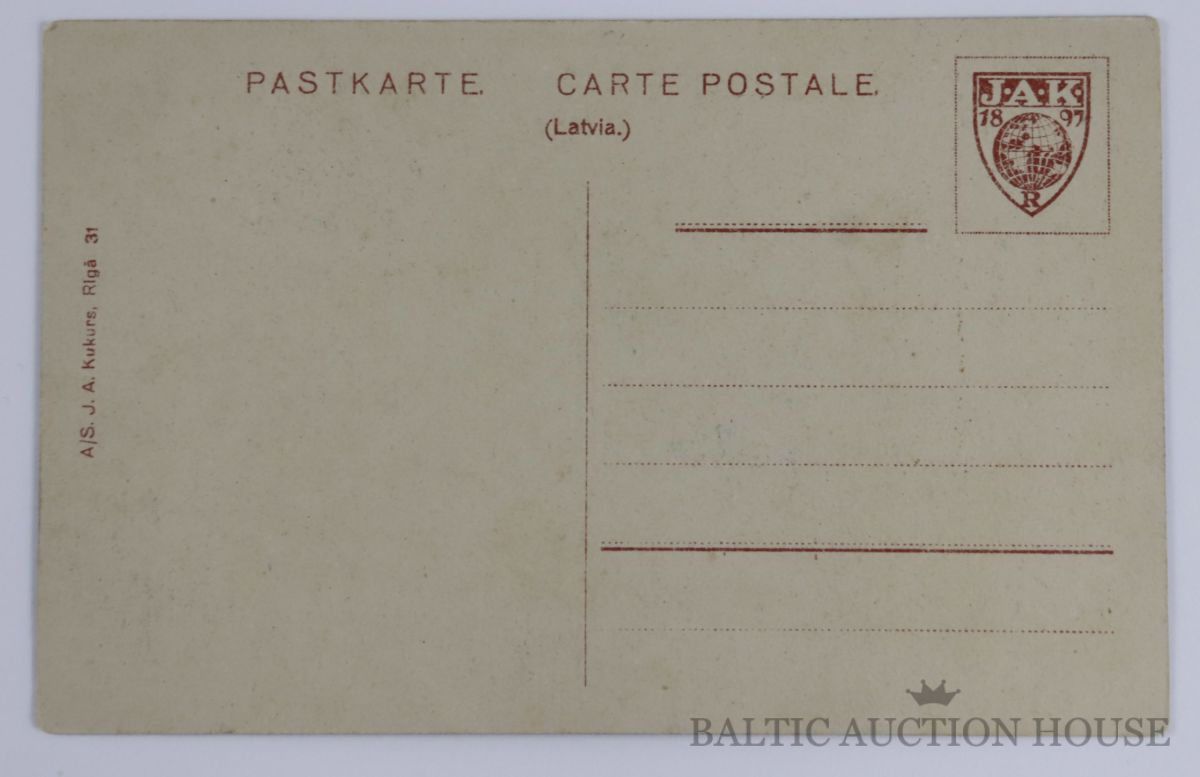 PASTKARTE. CARTE POSTALE.
(Latvia.)
J·A·K·
18 97
R
A/S. J. A. Kukurs, Rīgā 31
BALTIC AUCTION HOUSE